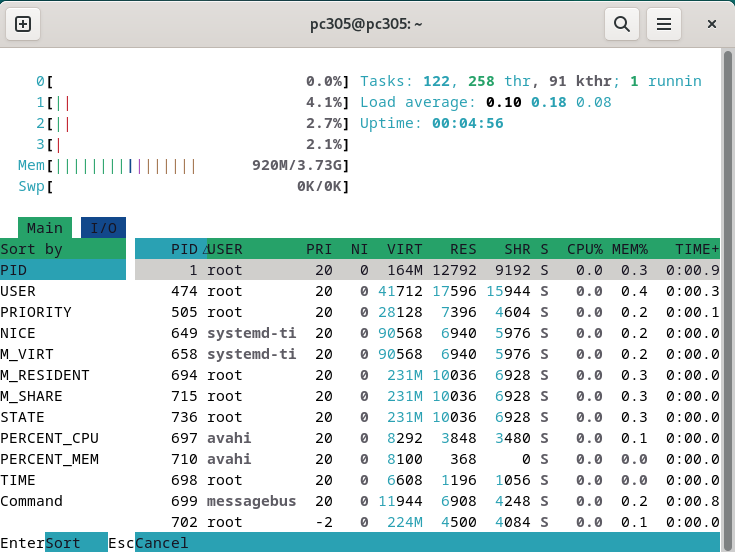 pc305@pc305: ~
0[ 0.0%] Tasks: 122, 258 thr, 91 kthr; 1 runnin
1[|| 4.1%] Load average: 0.10 0.18 0.08
2[|| 2.7%] Uptime: 00:04:56
3[| 2.1%]
Mem[|||||||||||||||| 920M/3.73G]
Swp[ 0K/0K]
Main I/O
Sort by PID△USER PRI NI VIRT RES SHR S CPU% MEM% TIME+
PID 1 root 20 0 164M 12792 9192 S 0.0 0.3 0:00.9
USER 474 root 20 0 41712 17596 15944 S 0.0 0.4 0:00.3
PRIORITY 505 root 20 0 28128 7396 4604 S 0.0 0.2 0:00.1
NICE 649 systemd-ti 20 0 90568 6940 5976 S 0.0 0.2 0:00.0
M_VIRT 658 systemd-ti 20 0 90568 6940 5976 S 0.0 0.2 0:00.0
M_RESIDENT 694 root 20 0 231M 10036 6928 S 0.0 0.3 0:00.0
M_SHARE 715 root 20 0 231M 10036 6928 S 0.0 0.3 0:00.0
STATE 736 root 20 0 231M 10036 6928 S 0.0 0.3 0:00.0
PERCENT_CPU 697 avahi 20 0 8292 3848 3480 S 0.0 0.1 0:00.0
PERCENT_MEM 710 avahi 20 0 8100 368 0 S 0.0 0.0 0:00.0
TIME 698 root 20 0 6608 1196 1056 S 0.0 0.0 0:00.0
Command 699 messagebus 20 0 11944 6908 4248 S 0.0 0.2 0:00.8
702 root -2 0 224M 4500 4084 S 0.0 0.1 0:00.0
EnterSort EscCancel